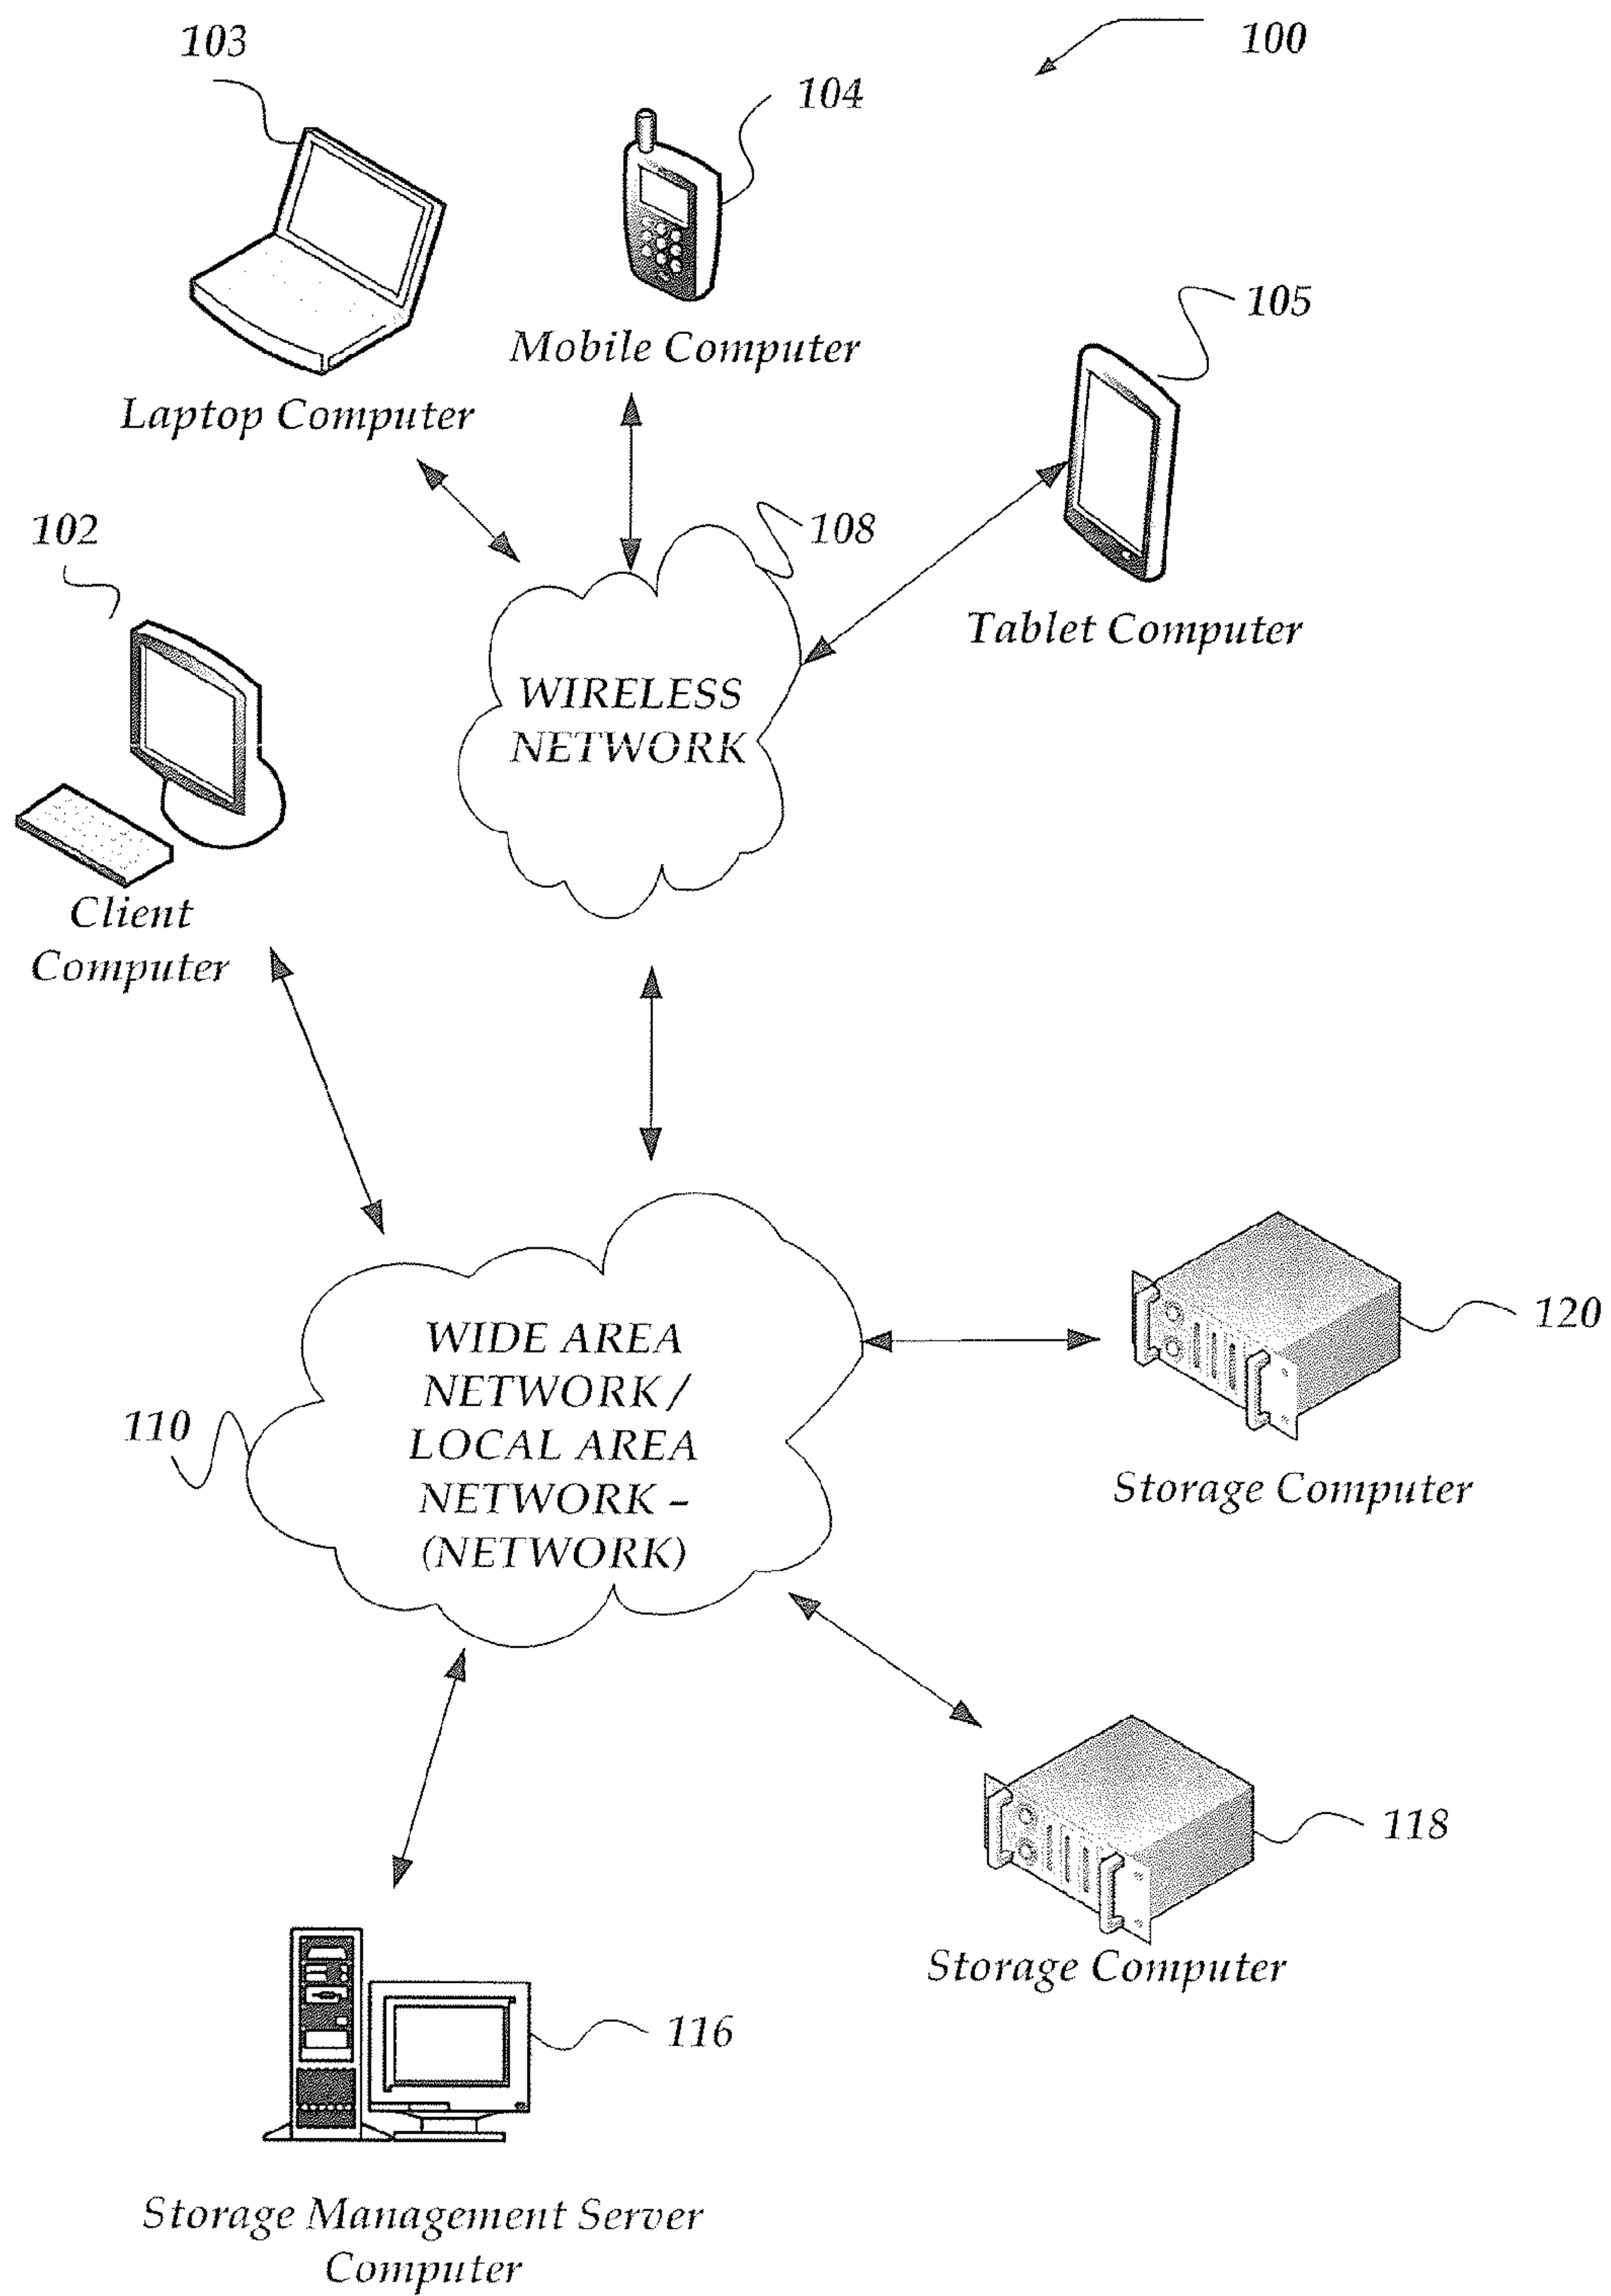 103
100
104
105
Mobile Computer
Laptop Computer
102
108
Tablet Computer
WIRELESS
NETWORK
Client
Computer
WIDE AREA
NETWORK /
LOCAL AREA
NETWORK –
(NETWORK)
110
120
Storage Computer
118
Storage Computer
116
Storage Management Server
Computer